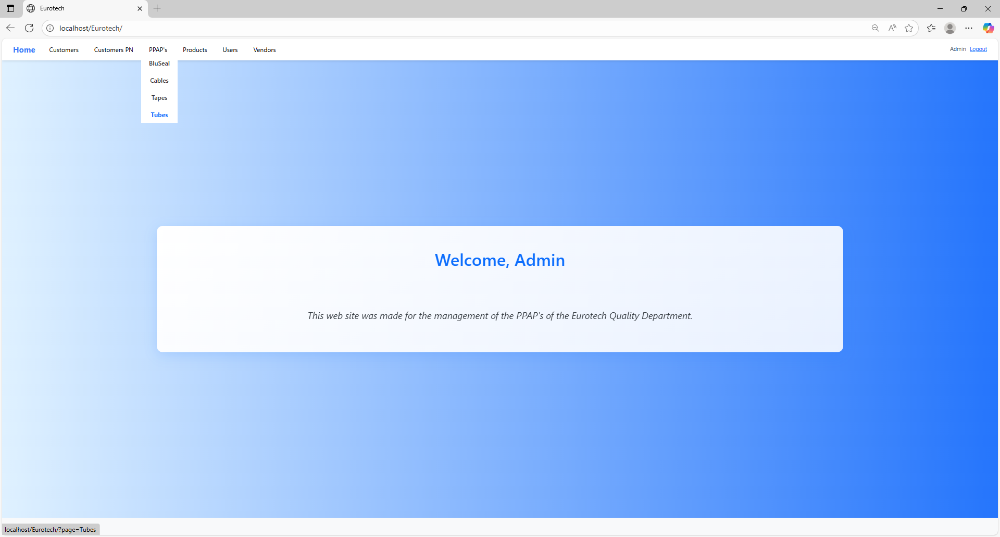 Eurotech
localhost/Eurotech/
Home Customers Customers PN PPAP's Products Users Vendors Admin Logout
BluSeal
Cables
Tapes
Tubes
Welcome, Admin
This web site was made for the management of the PPAP's of the Eurotech Quality Department.
localhost/Eurotech/?page=Tubes